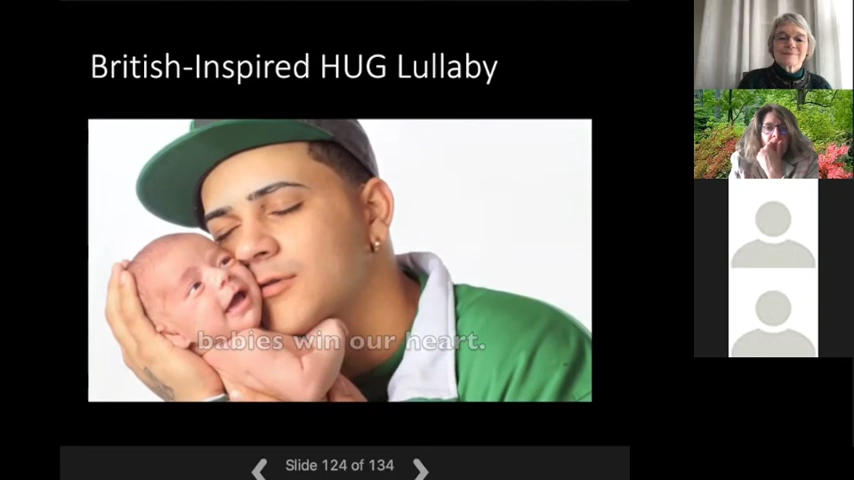 British-Inspired HUG Lullaby
babies win our heart.
Slide 124 of 134